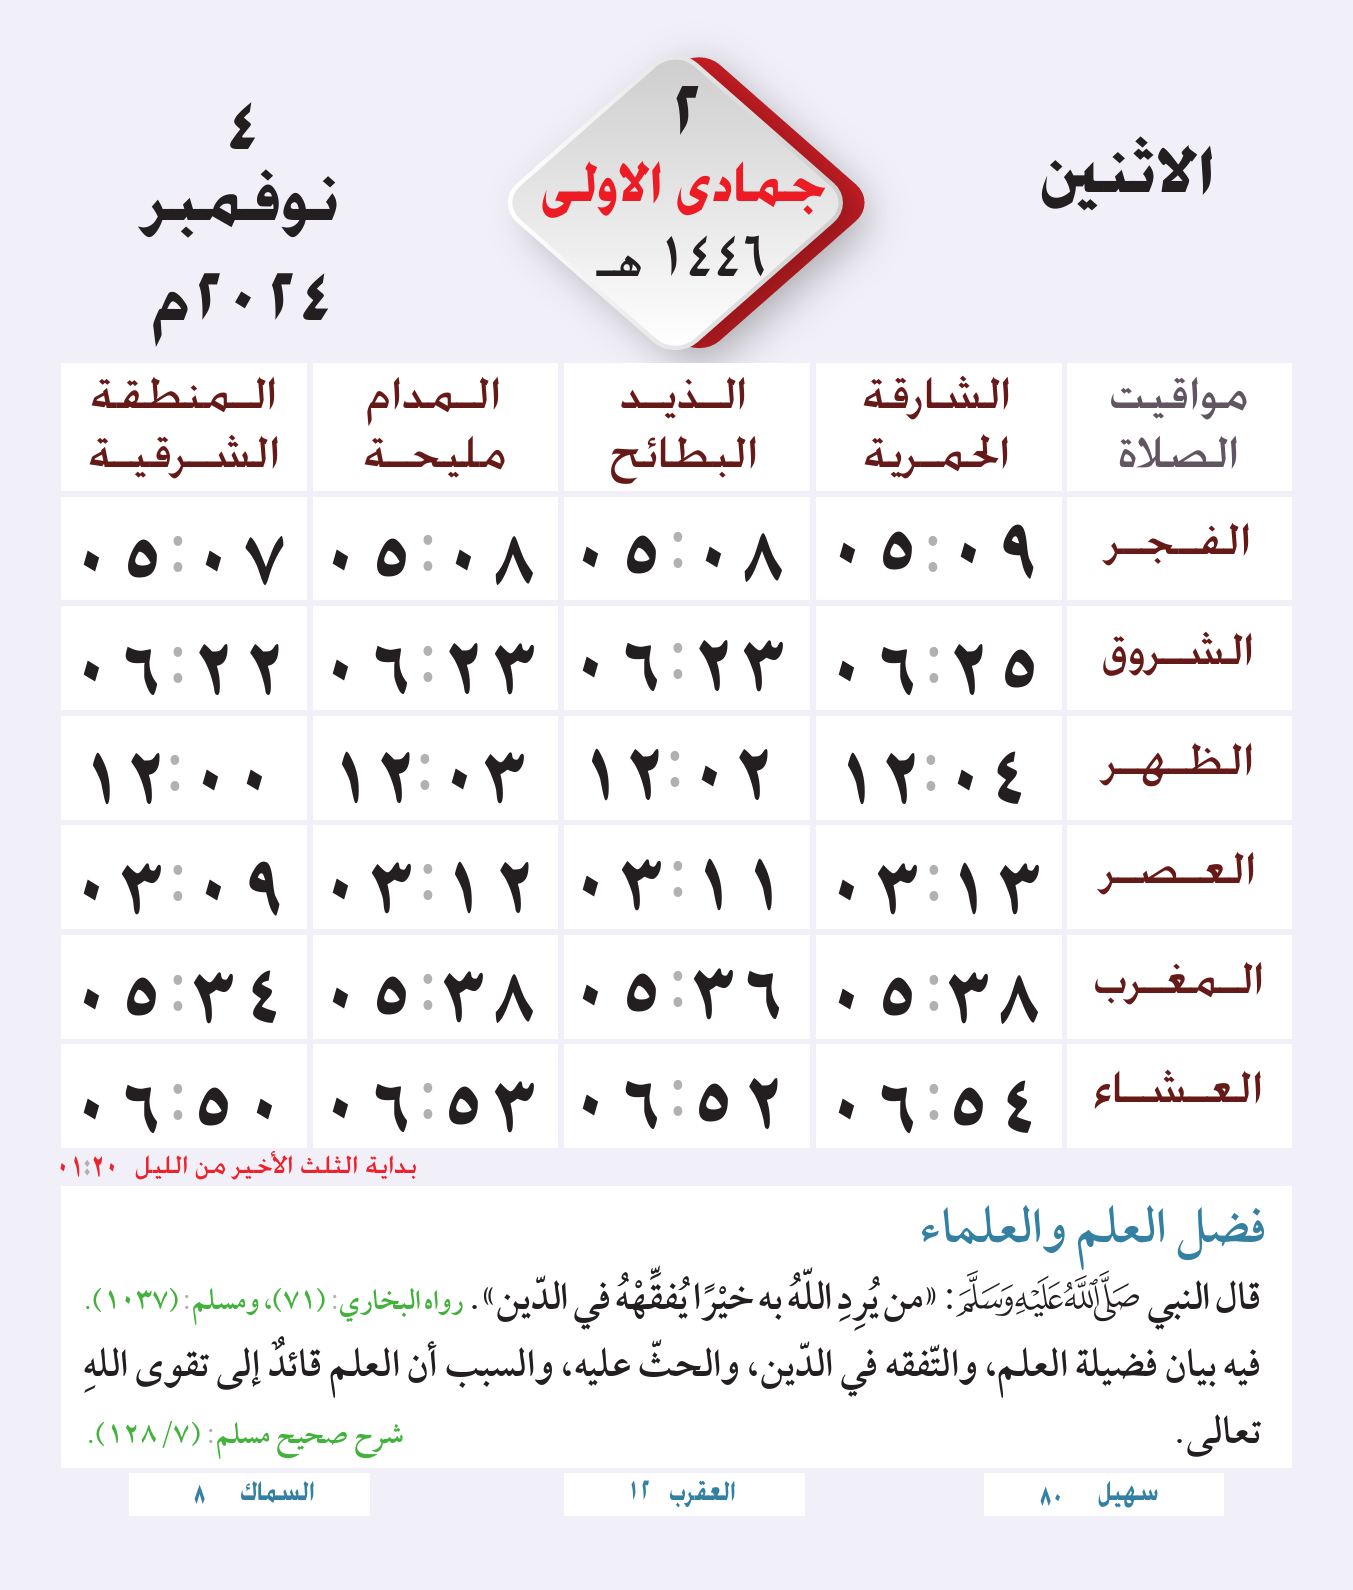 الاثنين
٢
جمادى الاولى
١٤٤٦ هـ
٤
نوفمبر
٢٠٢٤م
مواقيت الصلاة
الشارقة الحمرية
الذيد البطائح
المدام مليحة
المنطقة الشرقية
الفجر ٠٥:٠٩ ٠٥:٠٨ ٠٥:٠٨ ٠٥:٠٧
الشروق ٠٦:٢٥ ٠٦:٢٣ ٠٦:٢٣ ٠٦:٢٢
الظهر ١٢:٠٤ ١٢:٠٢ ١٢:٠٣ ١٢:٠٠
العصر ٠٣:١٣ ٠٣:١١ ٠٣:١٢ ٠٣:٠٩
المغرب ٠٥:٣٨ ٠٥:٣٦ ٠٥:٣٨ ٠٥:٣٤
العشاء ٠٦:٥٤ ٠٦:٥٢ ٠٦:٥٣ ٠٦:٥٠
بداية الثلث الأخير من الليل ٠١:٢٠
فضل العلم والعلماء
قال النبي صَلَّى اللَّهُ عَلَيْهِ وَسَلَّمَ: «من يُرِدِ اللّهُ به خيْرًا يُفقِّهْهُ في الدّين». رواه البخاري: (٧١)، ومسلم: (١٠٣٧).
فيه بيان فضيلة العلم، والتّفقه في الدّين، والحثّ عليه، والسبب أن العلم قائدٌ إلى تقوى اللهِ
تعالى. شرح صحيح مسلم: (٧/ ١٢٨).
سهيل ٨٠
العقرب ١٢
السماك ٨